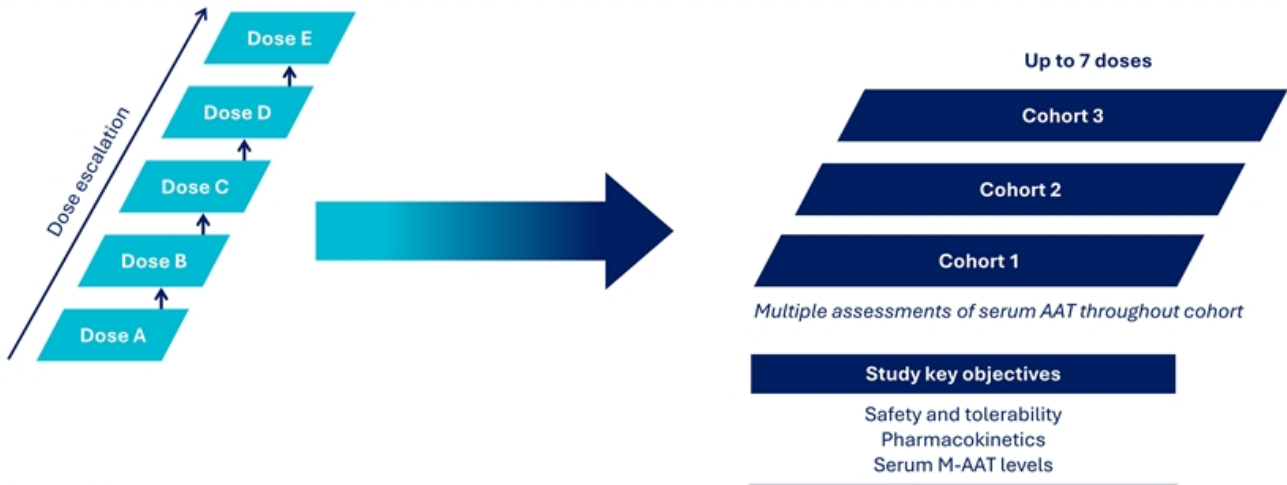 Dose escalation
Dose E
Dose D
Dose C
Dose B
Dose A
Up to 7 doses
Cohort 3
Cohort 2
Cohort 1
Multiple assessments of serum AAT throughout cohort
Study key objectives
Safety and tolerability
Pharmacokinetics
Serum M-AAT levels